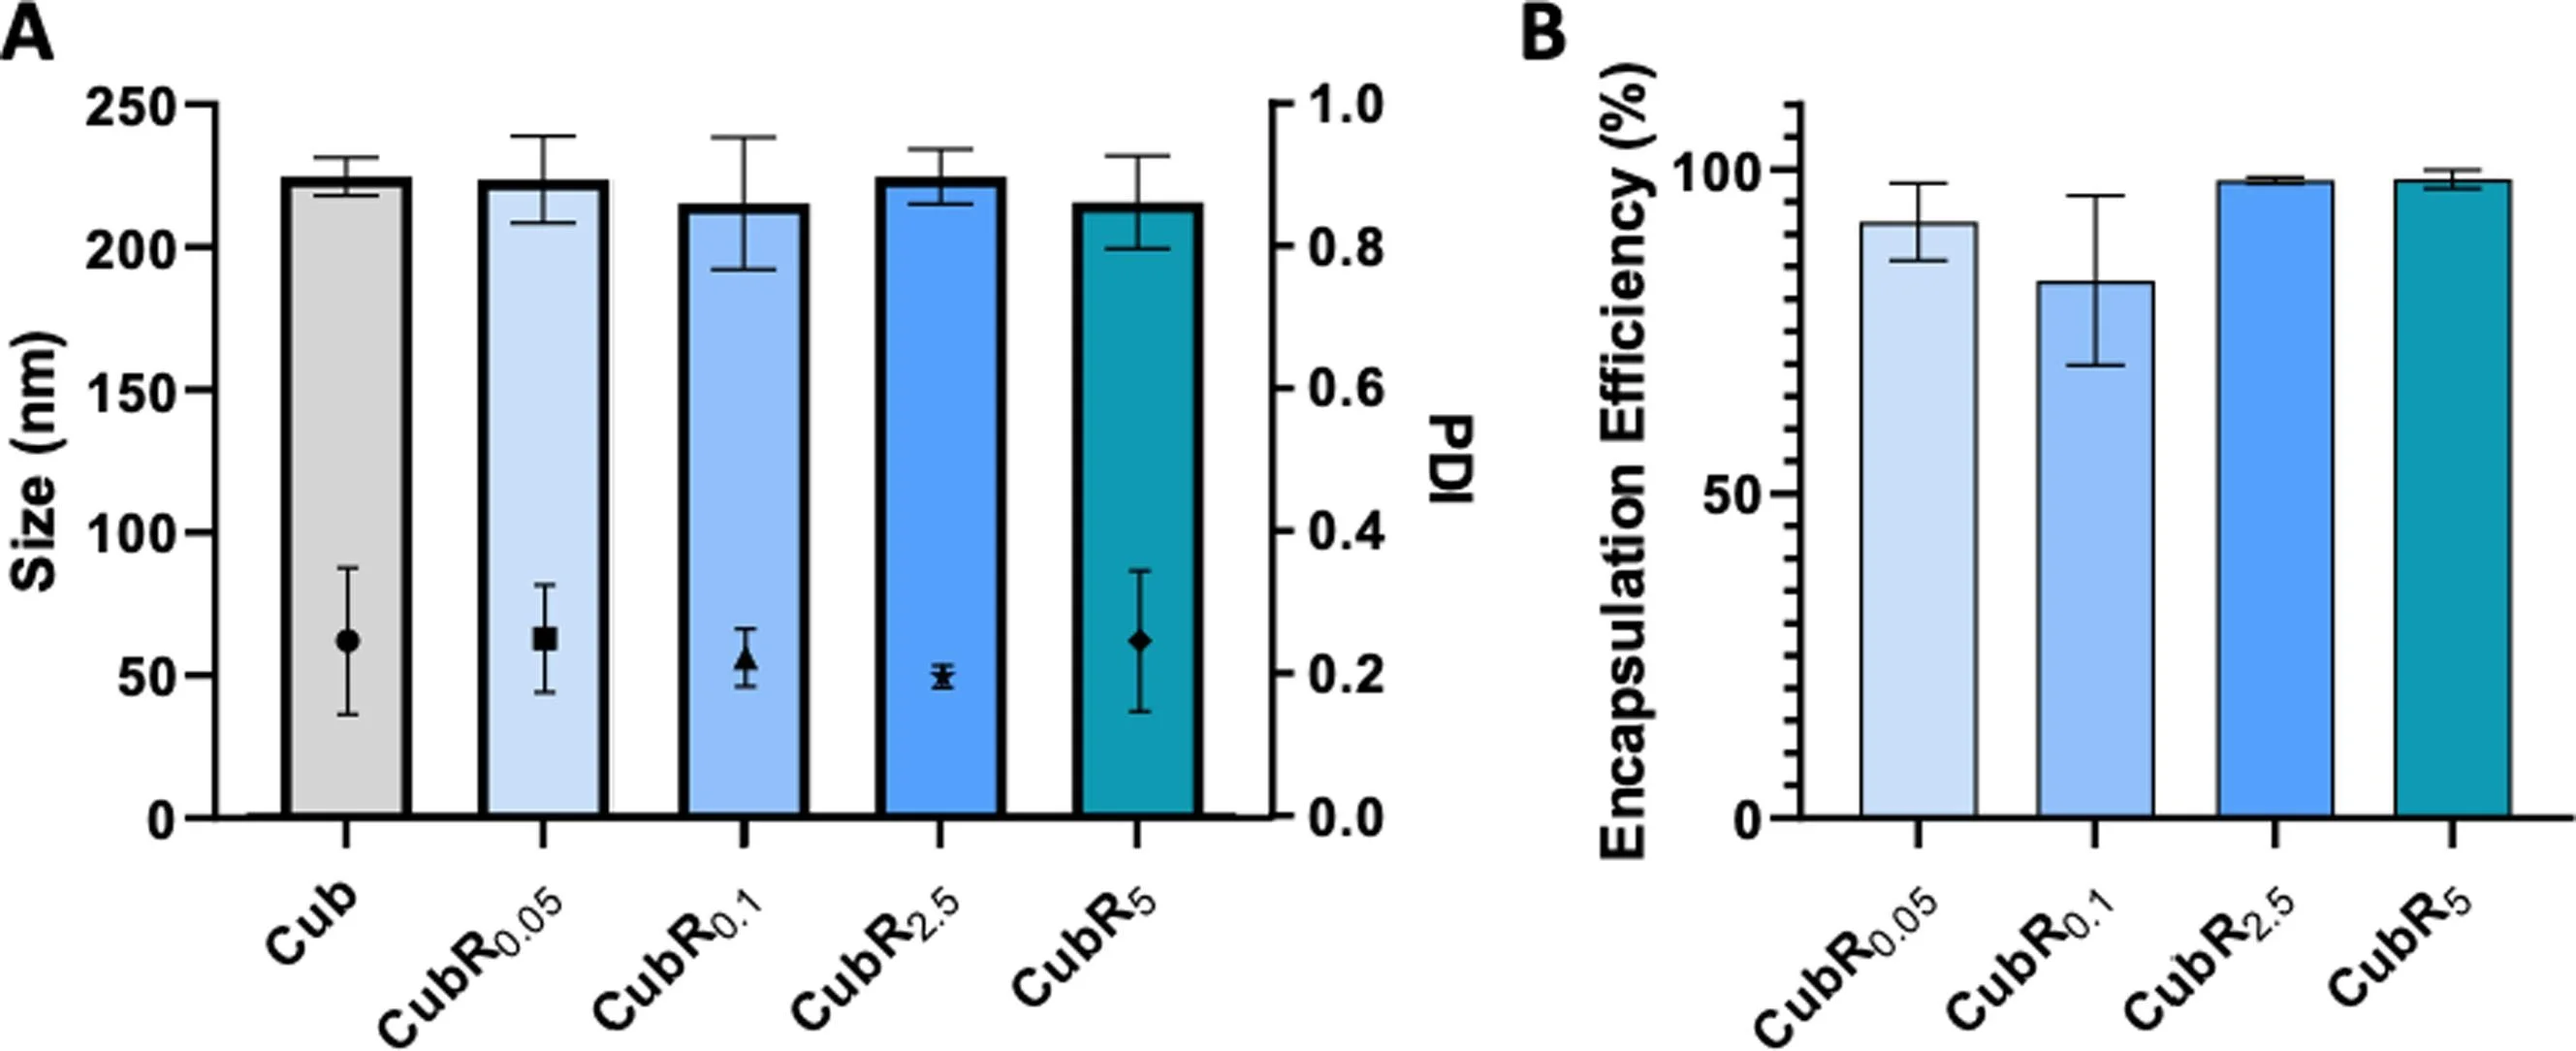 A
Size (nm)
250
200
150
100
50
0
1.0
0.8
0.6
0.4
0.2
0.0
PDI
Cub
CubR0.05
CubR0.1
CubR2.5
CubR5
B
Encapsulation Efficiency (%)
100
50
0
CubR0.05
CubR0.1
CubR2.5
CubR5